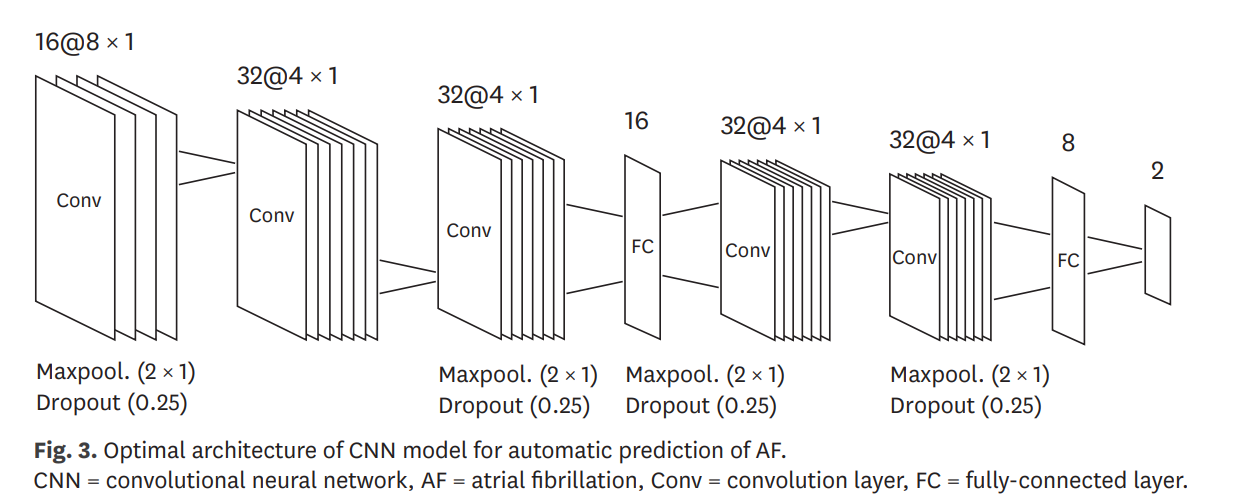 16@8 × 1
32@4 × 1
32@4 × 1
16
32@4 × 1
32@4 × 1
8
2
Conv
Conv
Conv
FC
Conv
Conv
FC
Maxpool. (2 × 1)
Dropout (0.25)
Maxpool. (2 × 1)
Dropout (0.25)
Maxpool. (2 × 1)
Dropout (0.25)
Maxpool. (2 × 1)
Dropout (0.25)
Fig. 3. Optimal architecture of CNN model for automatic prediction of AF.
CNN = convolutional neural network, AF = atrial fibrillation, Conv = convolution layer, FC = fully-connected layer.